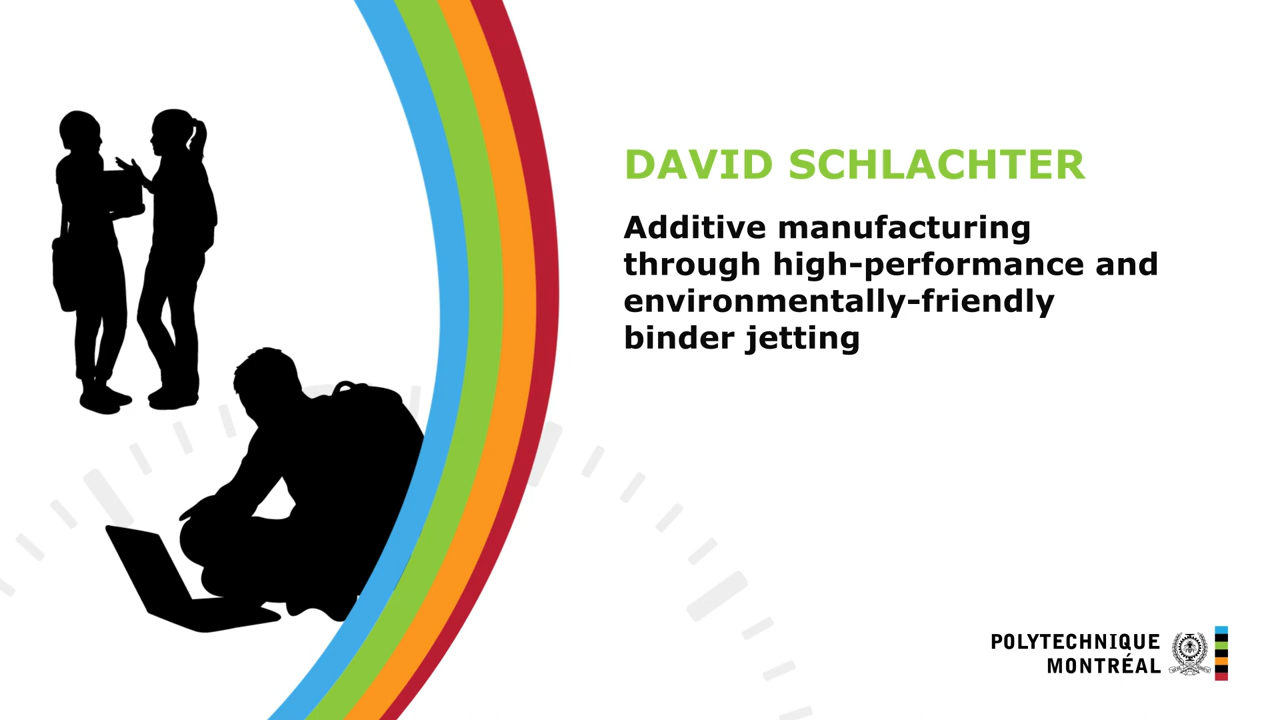 DAVID SCHLACHTER
Additive manufacturing
through high-performance and
environmentally-friendly
binder jetting
POLYTECHNIQUE
MONTRÉAL